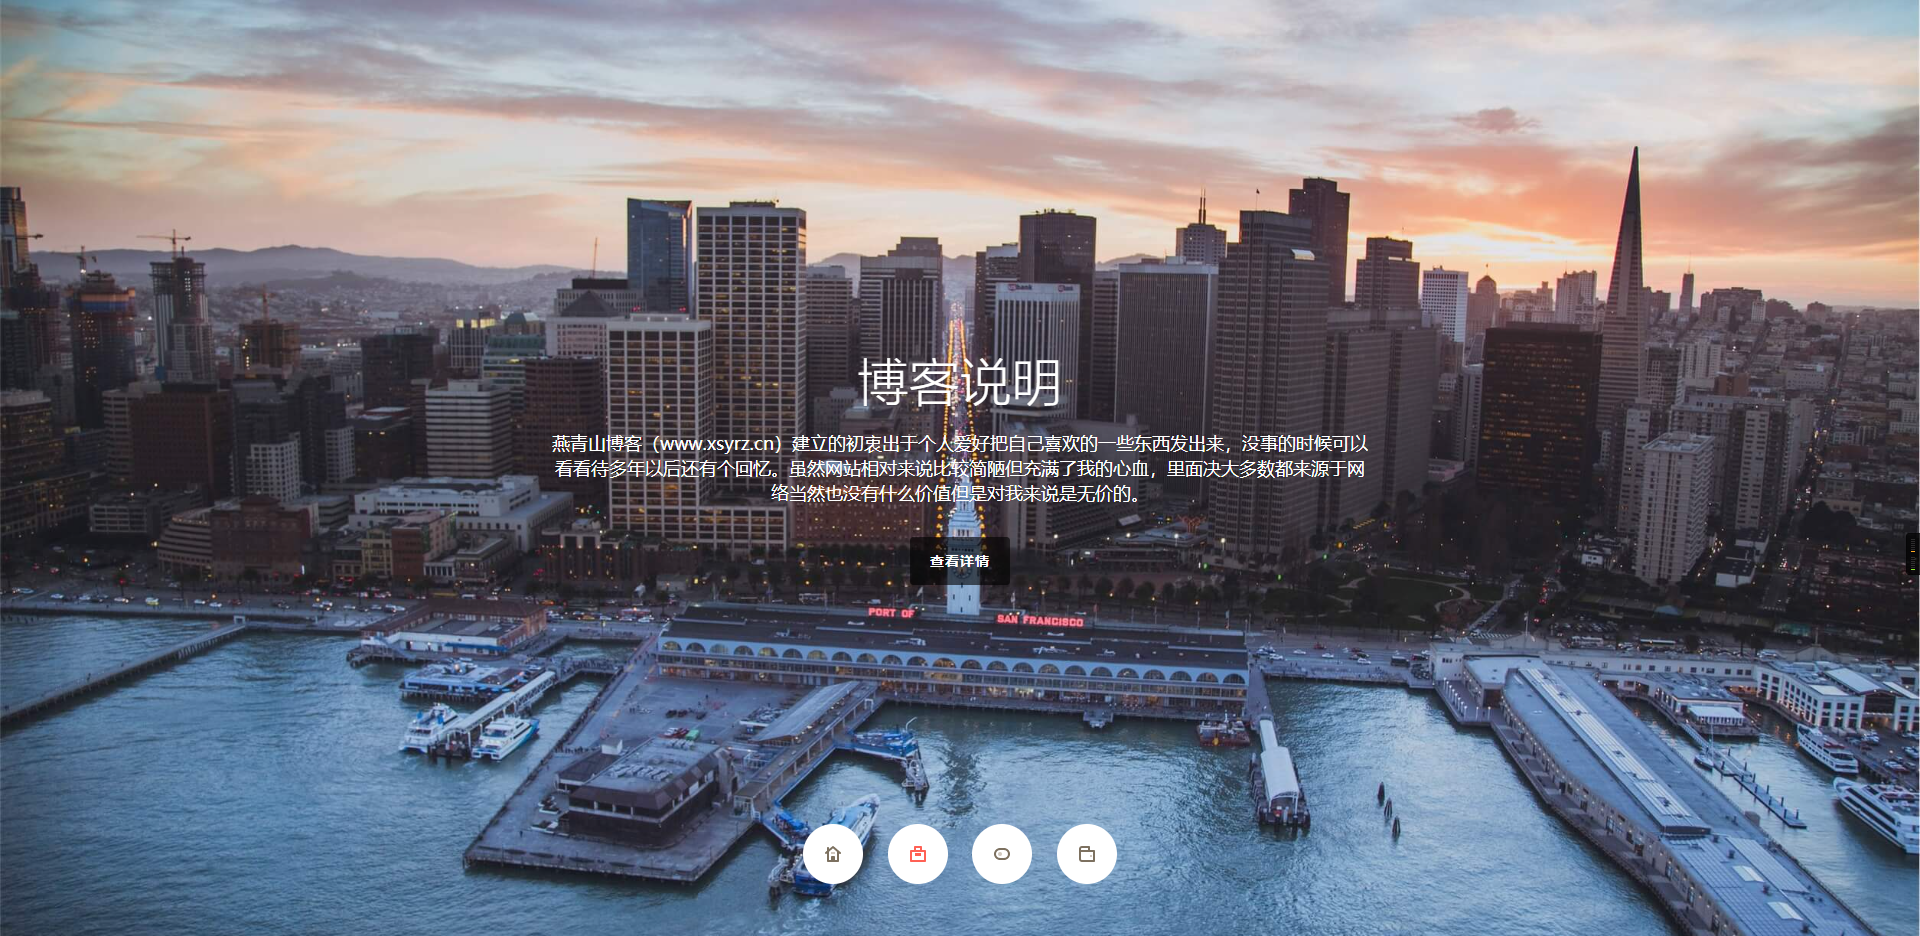 usbank
博客说明
燕青山博客（www.xsyrz.cn）建立的初衷出于个人爱好把自己喜欢的一些东西发出来，没事的时候可以
看看待多年以后还有个回忆。虽然网站相对来说比较简陋但充满了我的心血，里面决大多数都来源于网
络当然也没有什么价值但是对我来说是无价的。
查看详情
PORT OF SAN FRANCISCO